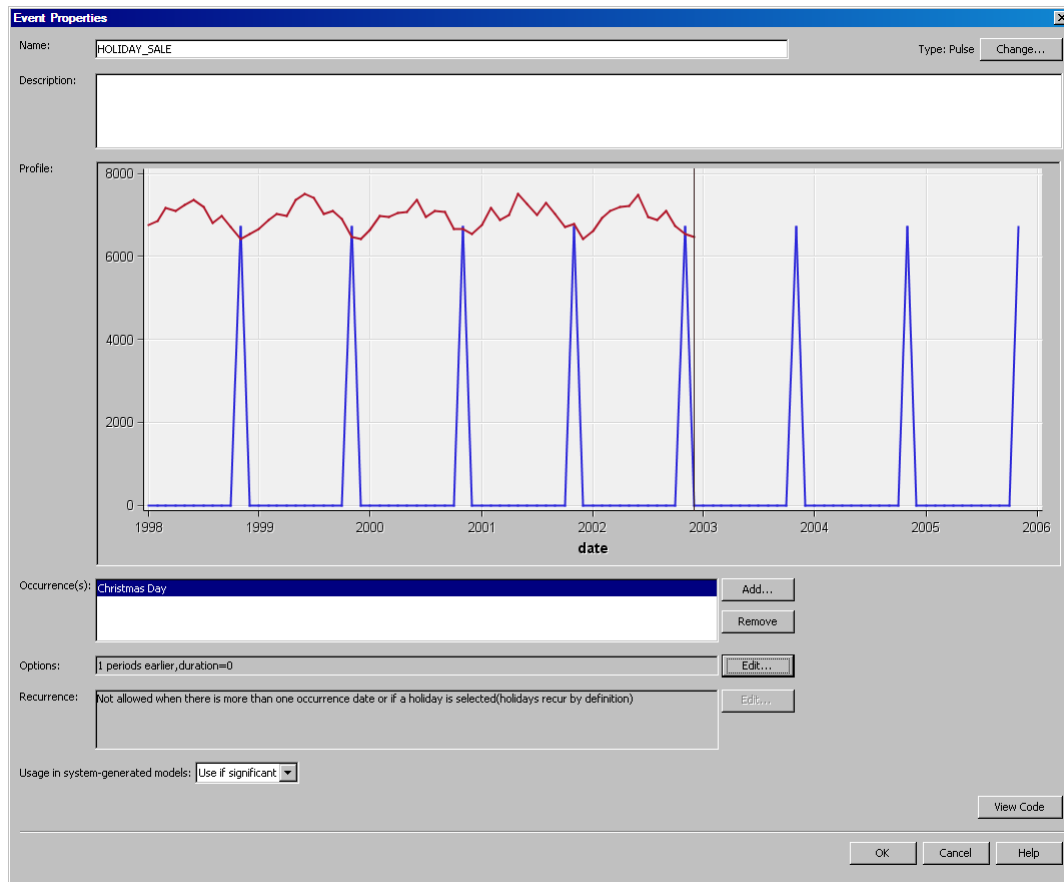 Event Properties
Name:
HOLIDAY_SALE
Type: Pulse
Change...
Description:
Profile:
8000
6000
4000
2000
0
1998 1999 2000 2001 2002 2003 2004 2005 2006
date
Occurrence(s):
Christmas Day
Add...
Remove
Options:
1 periods earlier,duration=0
Edit...
Recurrence:
Not allowed when there is more than one occurrence date or if a holiday is selected(holidays recur by definition)
Edit...
Usage in system-generated models:
Use if significant
View Code
OK
Cancel
Help